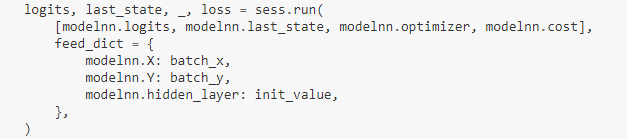 logits, last_state, _, loss = sess.run(
    [modelnn.logits, modelnn.last_state, modelnn.optimizer, modelnn.cost],
    feed_dict = {
        modelnn.X: batch_x,
        modelnn.Y: batch_y,
        modelnn.hidden_layer: init_value,
    },
)